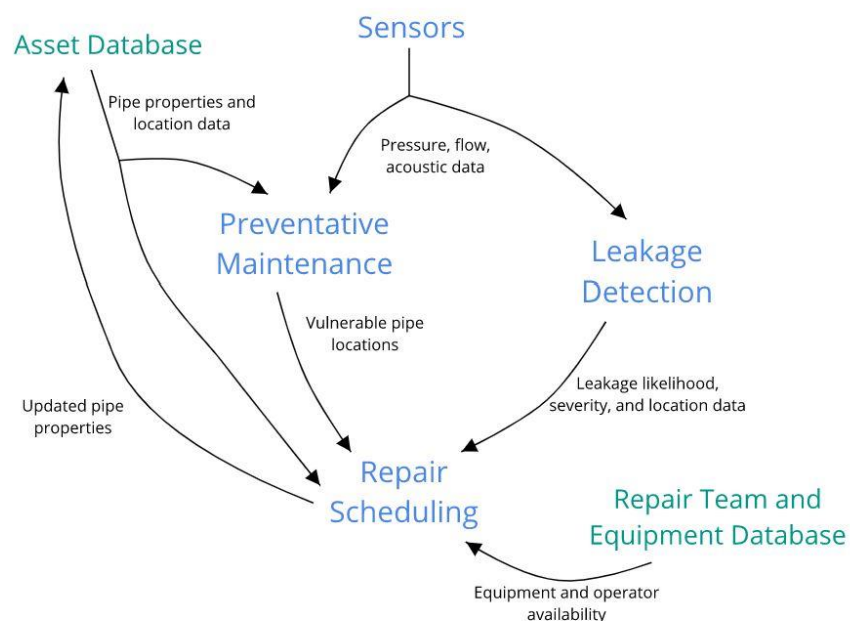 Sensors
Asset Database
Pipe properties and
location data
Pressure, flow,
acoustic data
Preventative
Maintenance
Leakage
Detection
Vulnerable pipe
locations
Leakage likelihood,
severity, and location data
Updated pipe
properties
Repair
Scheduling
Repair Team and
Equipment Database
Equipment and operator
availability